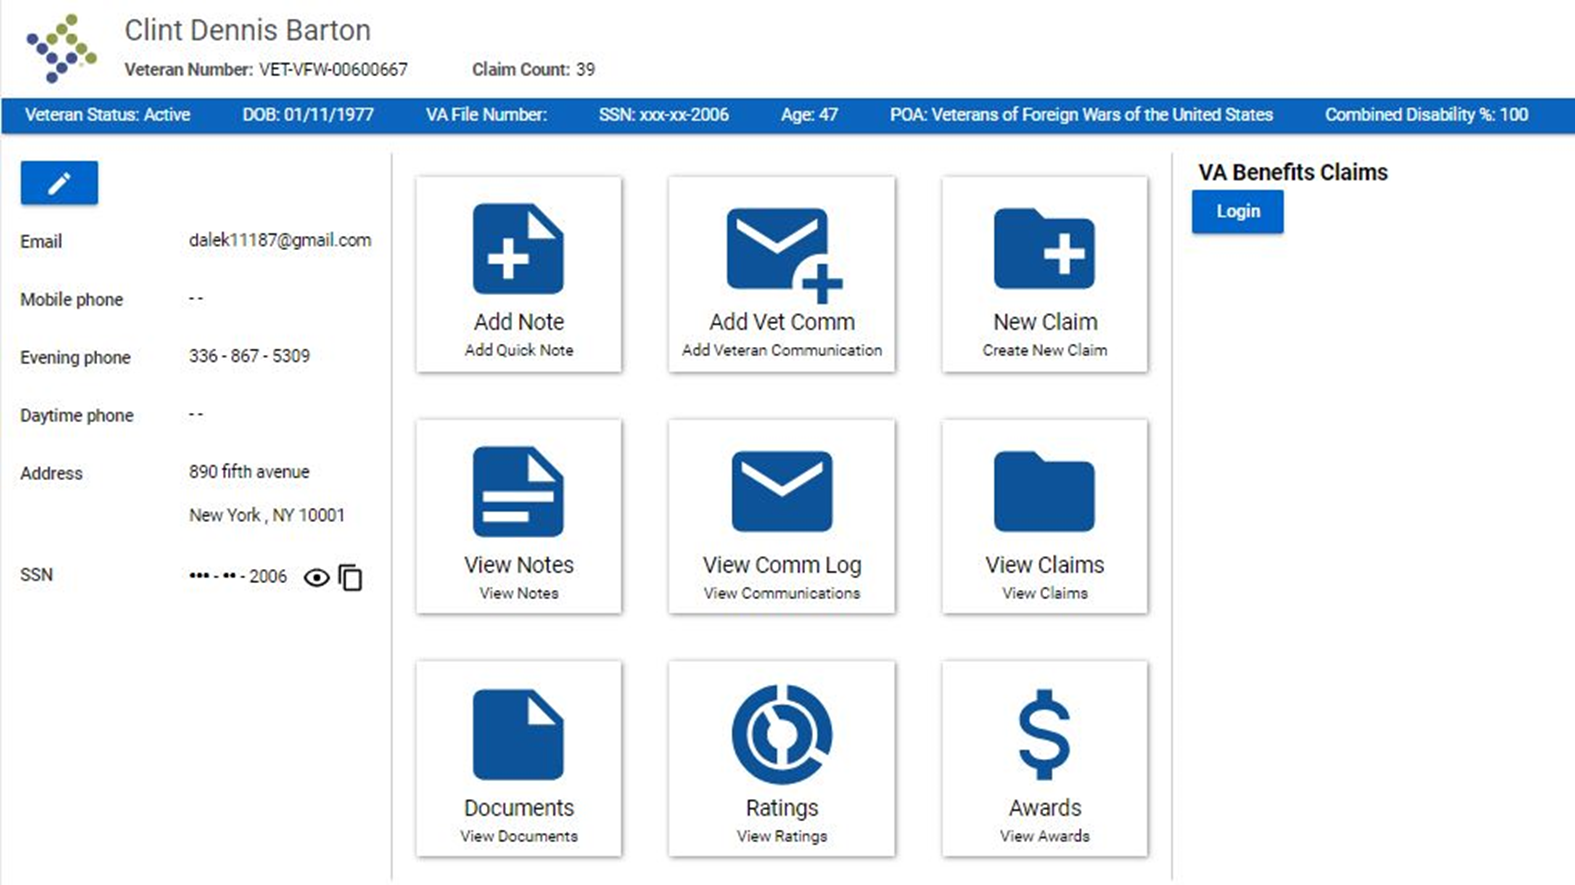 Clint Dennis Barton
Veteran Number: VET-VFW-00600667 Claim Count: 39
Veteran Status: Active DOB: 01/11/1977 VA File Number: SSN: xxx-xx-2006 Age: 47 POA: Veterans of Foreign Wars of the United States Combined Disability %: 100
Email dalek11187@gmail.com
Mobile phone - -
Evening phone 336 - 867 - 5309
Daytime phone - -
Address 890 fifth avenue
New York , NY 10001
SSN ••• - •• - 2006
Add Note
Add Quick Note
Add Vet Comm
Add Veteran Communication
New Claim
Create New Claim
View Notes
View Notes
View Comm Log
View Communications
View Claims
View Claims
Documents
View Documents
Ratings
View Ratings
Awards
View Awards
VA Benefits Claims
Login